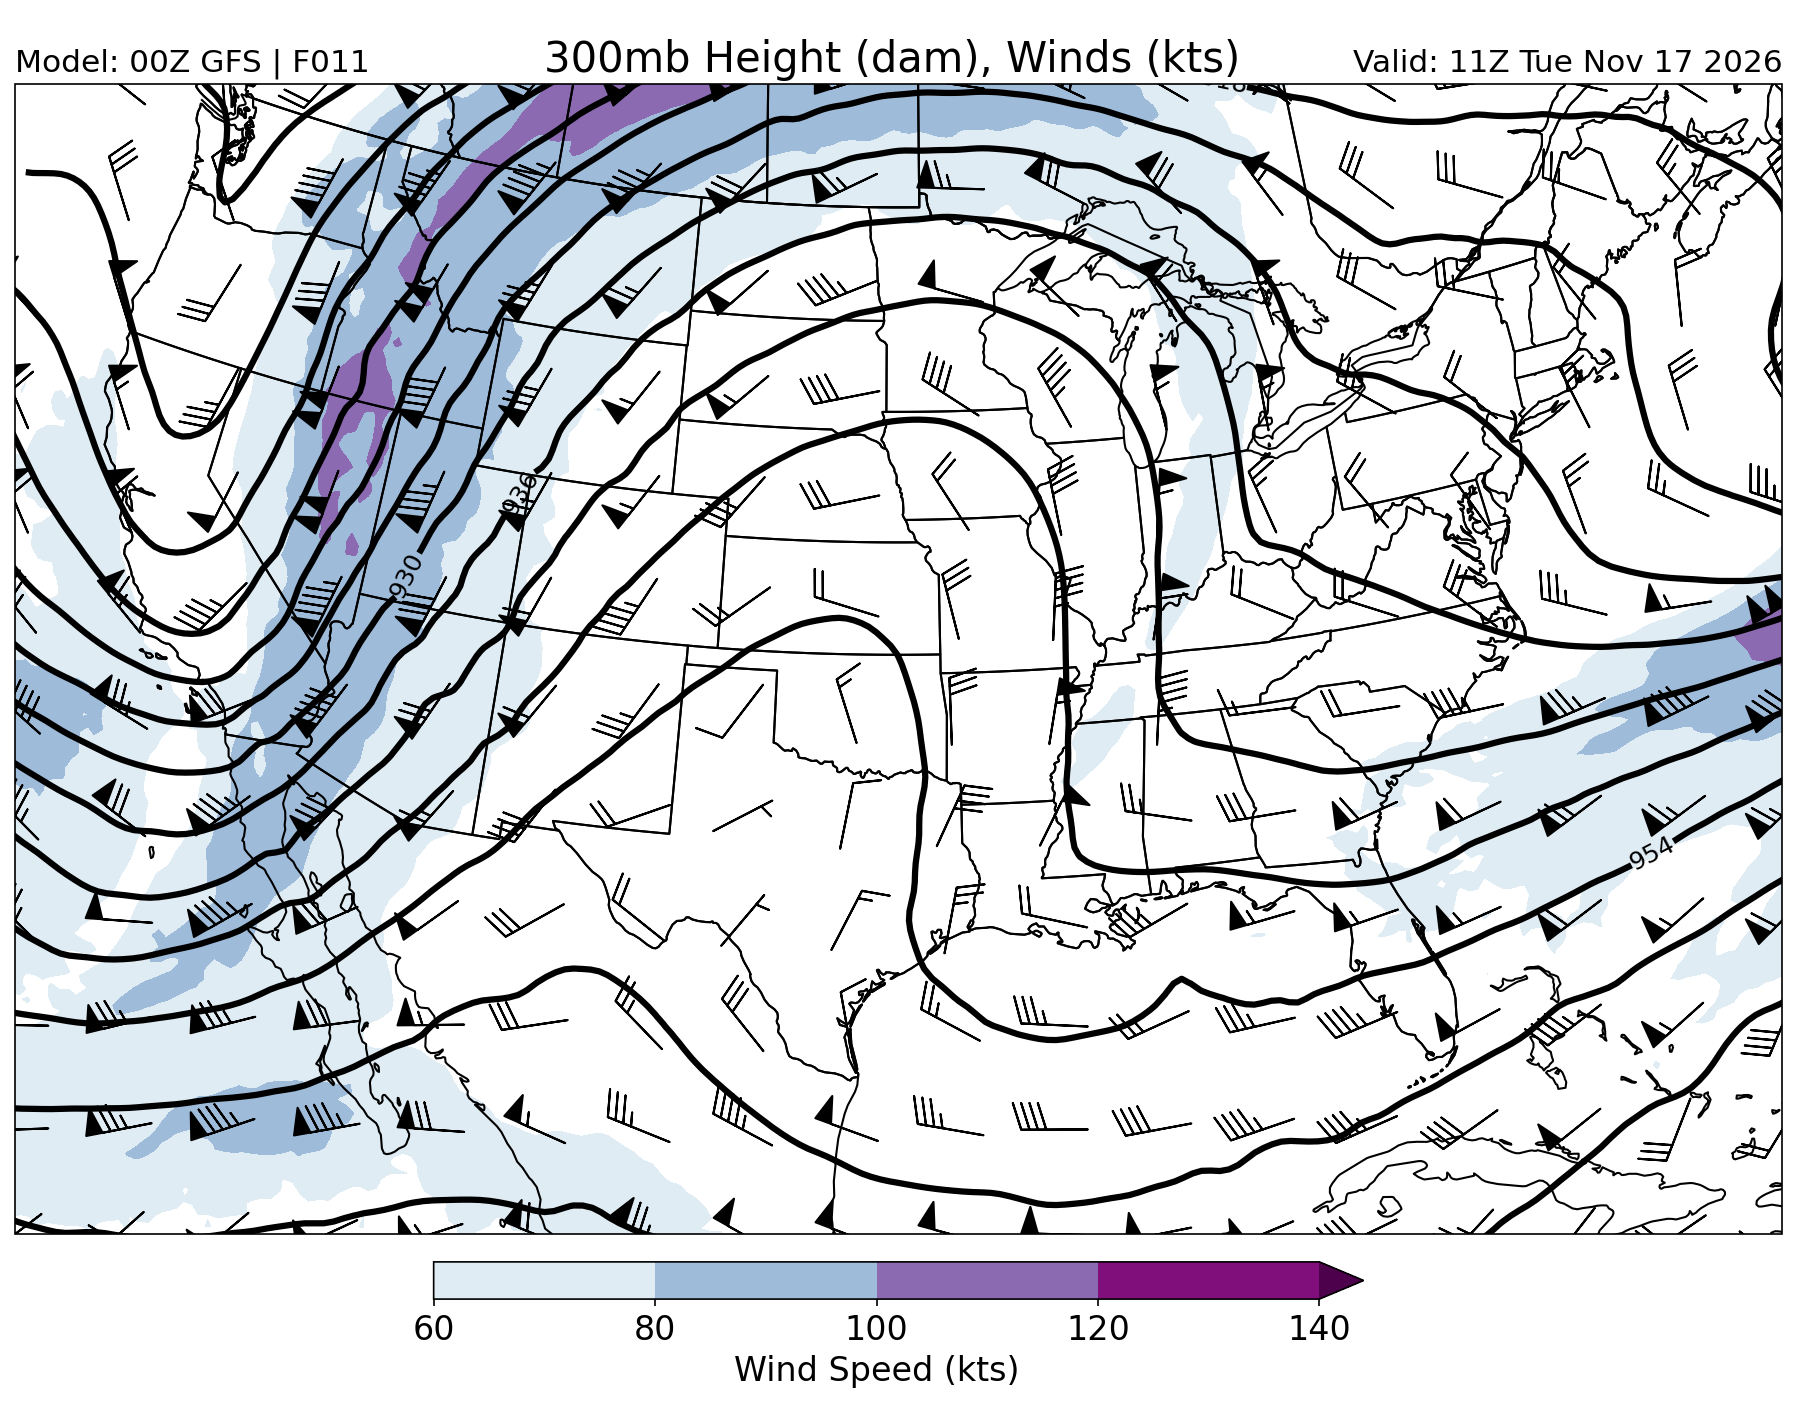 Model: 00Z GFS | F011
300mb Height (dam), Winds (kts)
Valid: 11Z Tue Nov 17 2026
936
930
954
60 80 100 120 140
Wind Speed (kts)